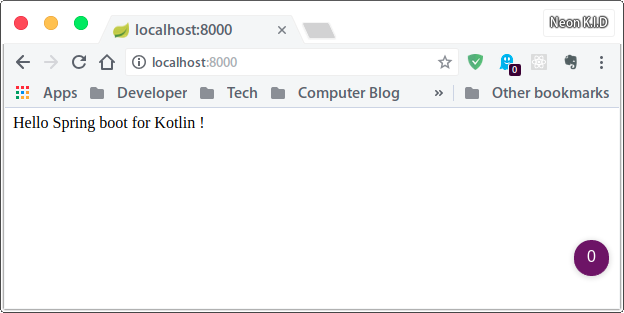 localhost:8000
Neon K.I.D
localhost:8000
0
Apps
Developer
Tech
Computer Blog
»
Other bookmarks
Hello Spring boot for Kotlin !
0